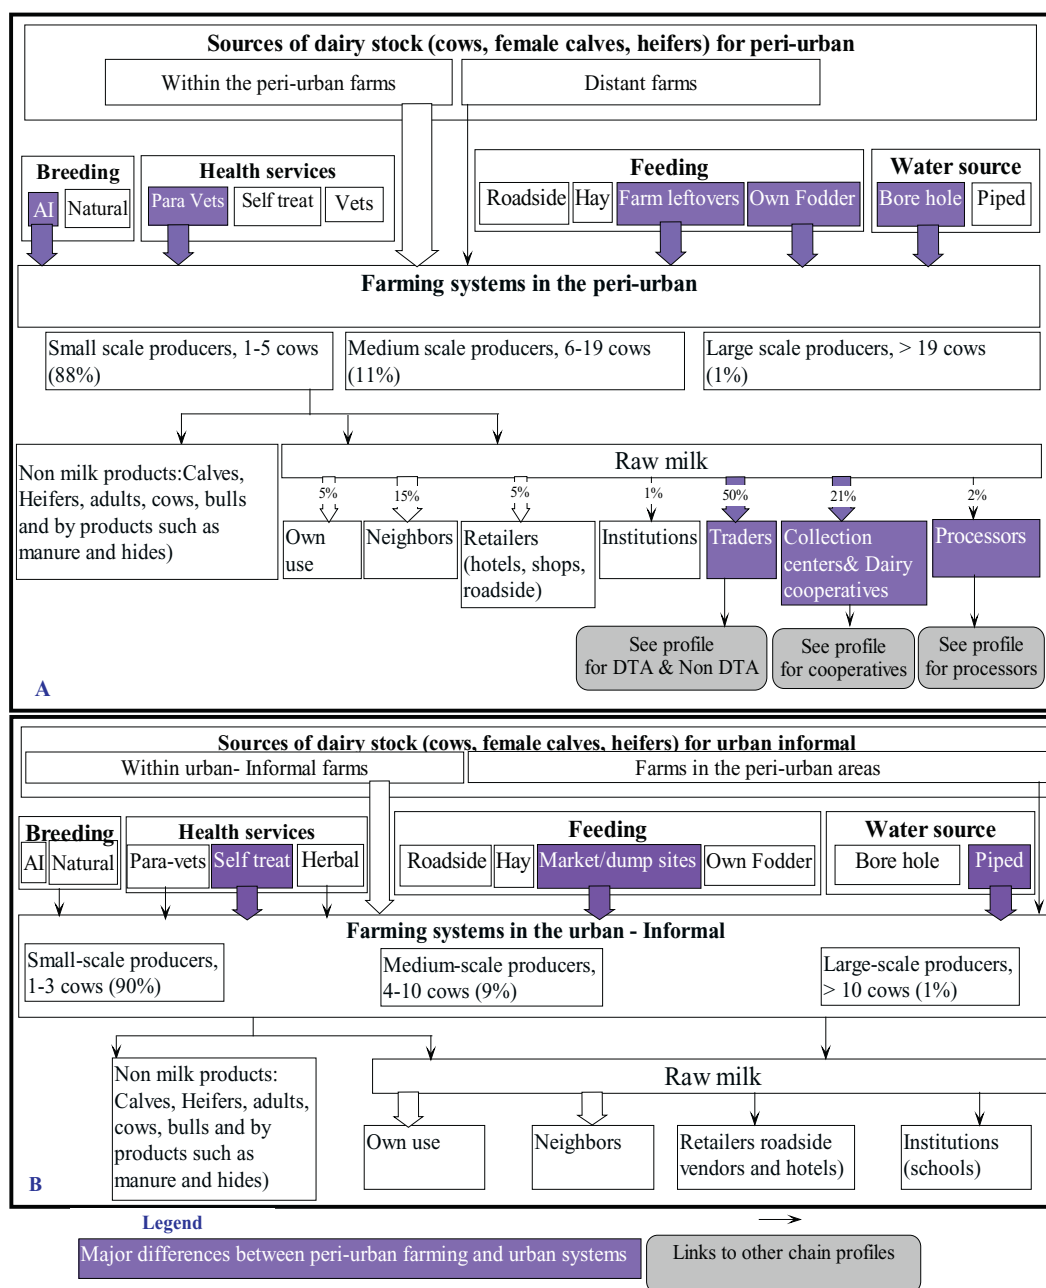 Sources of dairy stock (cows, female calves, heifers) for peri-urban
Within the peri-urban farms
Distant farms
Breeding
AI
Natural
Health services
Para Vets
Self treat
Vets
Feeding
Roadside
Hay
Farm leftovers
Own Fodder
Water source
Bore hole
Piped
Farming systems in the peri-urban
Small scale producers, 1-5 cows
(88%)
Medium scale producers, 6-19 cows
(11%)
Large scale producers, > 19 cows
(1%)
Non milk products:Calves,
Heifers, adults, cows, bulls
and by products such as
manure and hides)
Raw milk
5%
15%
5%
1%
50%
21%
2%
Own
use
Neighbors
Retailers
(hotels, shops,
roadside)
Institutions
Traders
Collection
centers& Dairy
cooperatives
Processors
See profile
for DTA & Non DTA
See profile
for cooperatives
See profile
for processors
A
Sources of dairy stock (cows, female calves, heifers) for urban informal
Within urban- Informal farms
Farms in the peri-urban areas
Breeding
AI
Natural
Health services
Para-vets
Self treat
Herbal
Feeding
Roadside
Hay
Market/dump sites
Own Fodder
Water source
Bore hole
Piped
Farming systems in the urban - Informal
Small-scale producers,
1-3 cows (90%)
Medium-scale producers,
4-10 cows (9%)
Large-scale producers,
> 10 cows (1%)
Non milk products:
Calves, Heifers, adults,
cows, bulls and by
products such as
manure and hides)
Raw milk
Own use
Neighbors
Retailers roadside
vendors and hotels)
Institutions
(schools)
B
Legend
Major differences between peri-urban farming and urban systems
Links to other chain profiles